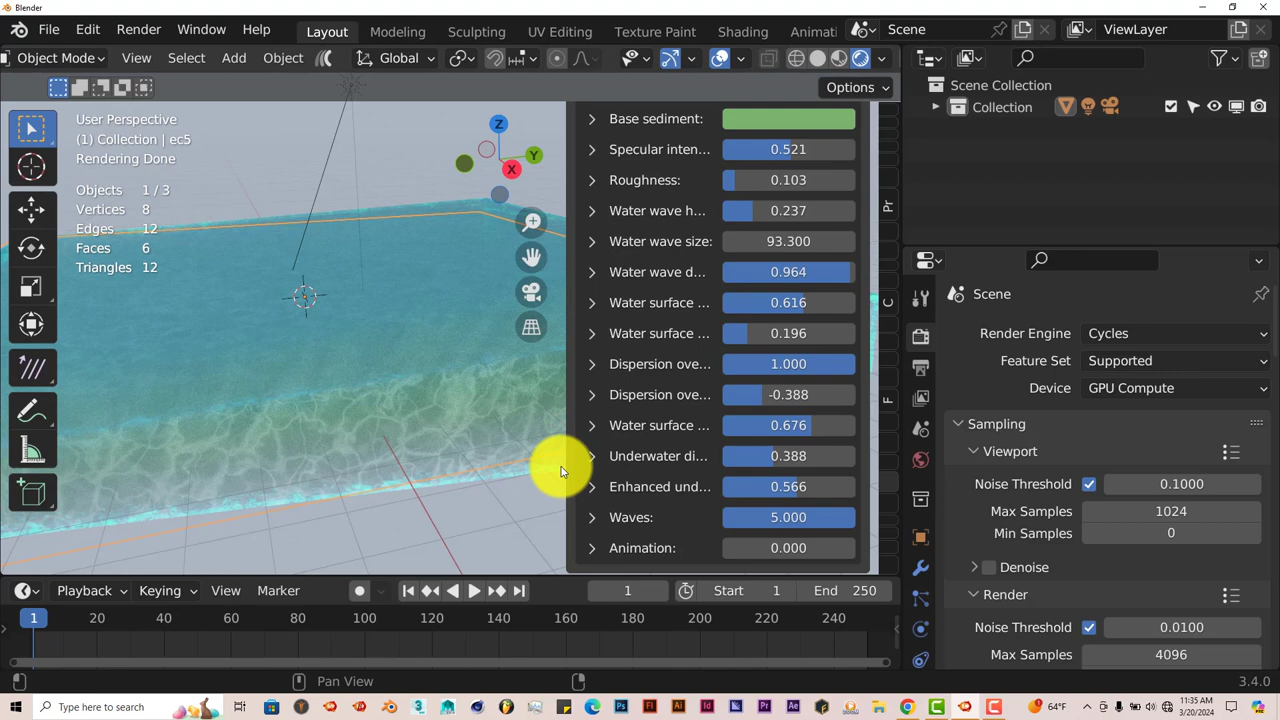 Blender
File Edit Render Window Help Layout Modeling Sculpting UV Editing Texture Paint Shading Animati Scene ViewLayer
Object Mode View Select Add Object Global
Options
User Perspective
(1) Collection | ec5
Rendering Done
Objects 1 / 3
Vertices 8
Edges 12
Faces 6
Triangles 12
Z
Y
X
Base sediment:
Specular inten... 0.521
Roughness: 0.103
Water wave h... 0.237
Water wave size: 93.300
Water wave d... 0.964
Water surface ... 0.616
Water surface ... 0.196
Dispersion ove... 1.000
Dispersion ove... -0.388
Water surface ... 0.676
Underwater di... 0.388
Enhanced und... 0.566
Waves: 5.000
Animation: 0.000
Pr
C
F
Scene Collection
Collection
Scene
Render Engine Cycles
Feature Set Supported
Device GPU Compute
Sampling
Viewport
Noise Threshold 0.1000
Max Samples 1024
Min Samples 0
Denoise
Render
Noise Threshold 0.0100
Max Samples 4096
Playback Keying View Marker 1 Start 1 End 250
1 20 40 60 80 100 120 140 160 180 200 220 240
Pan View 3.4.0
Type here to search 64°F 11:35 AM
3/20/2024